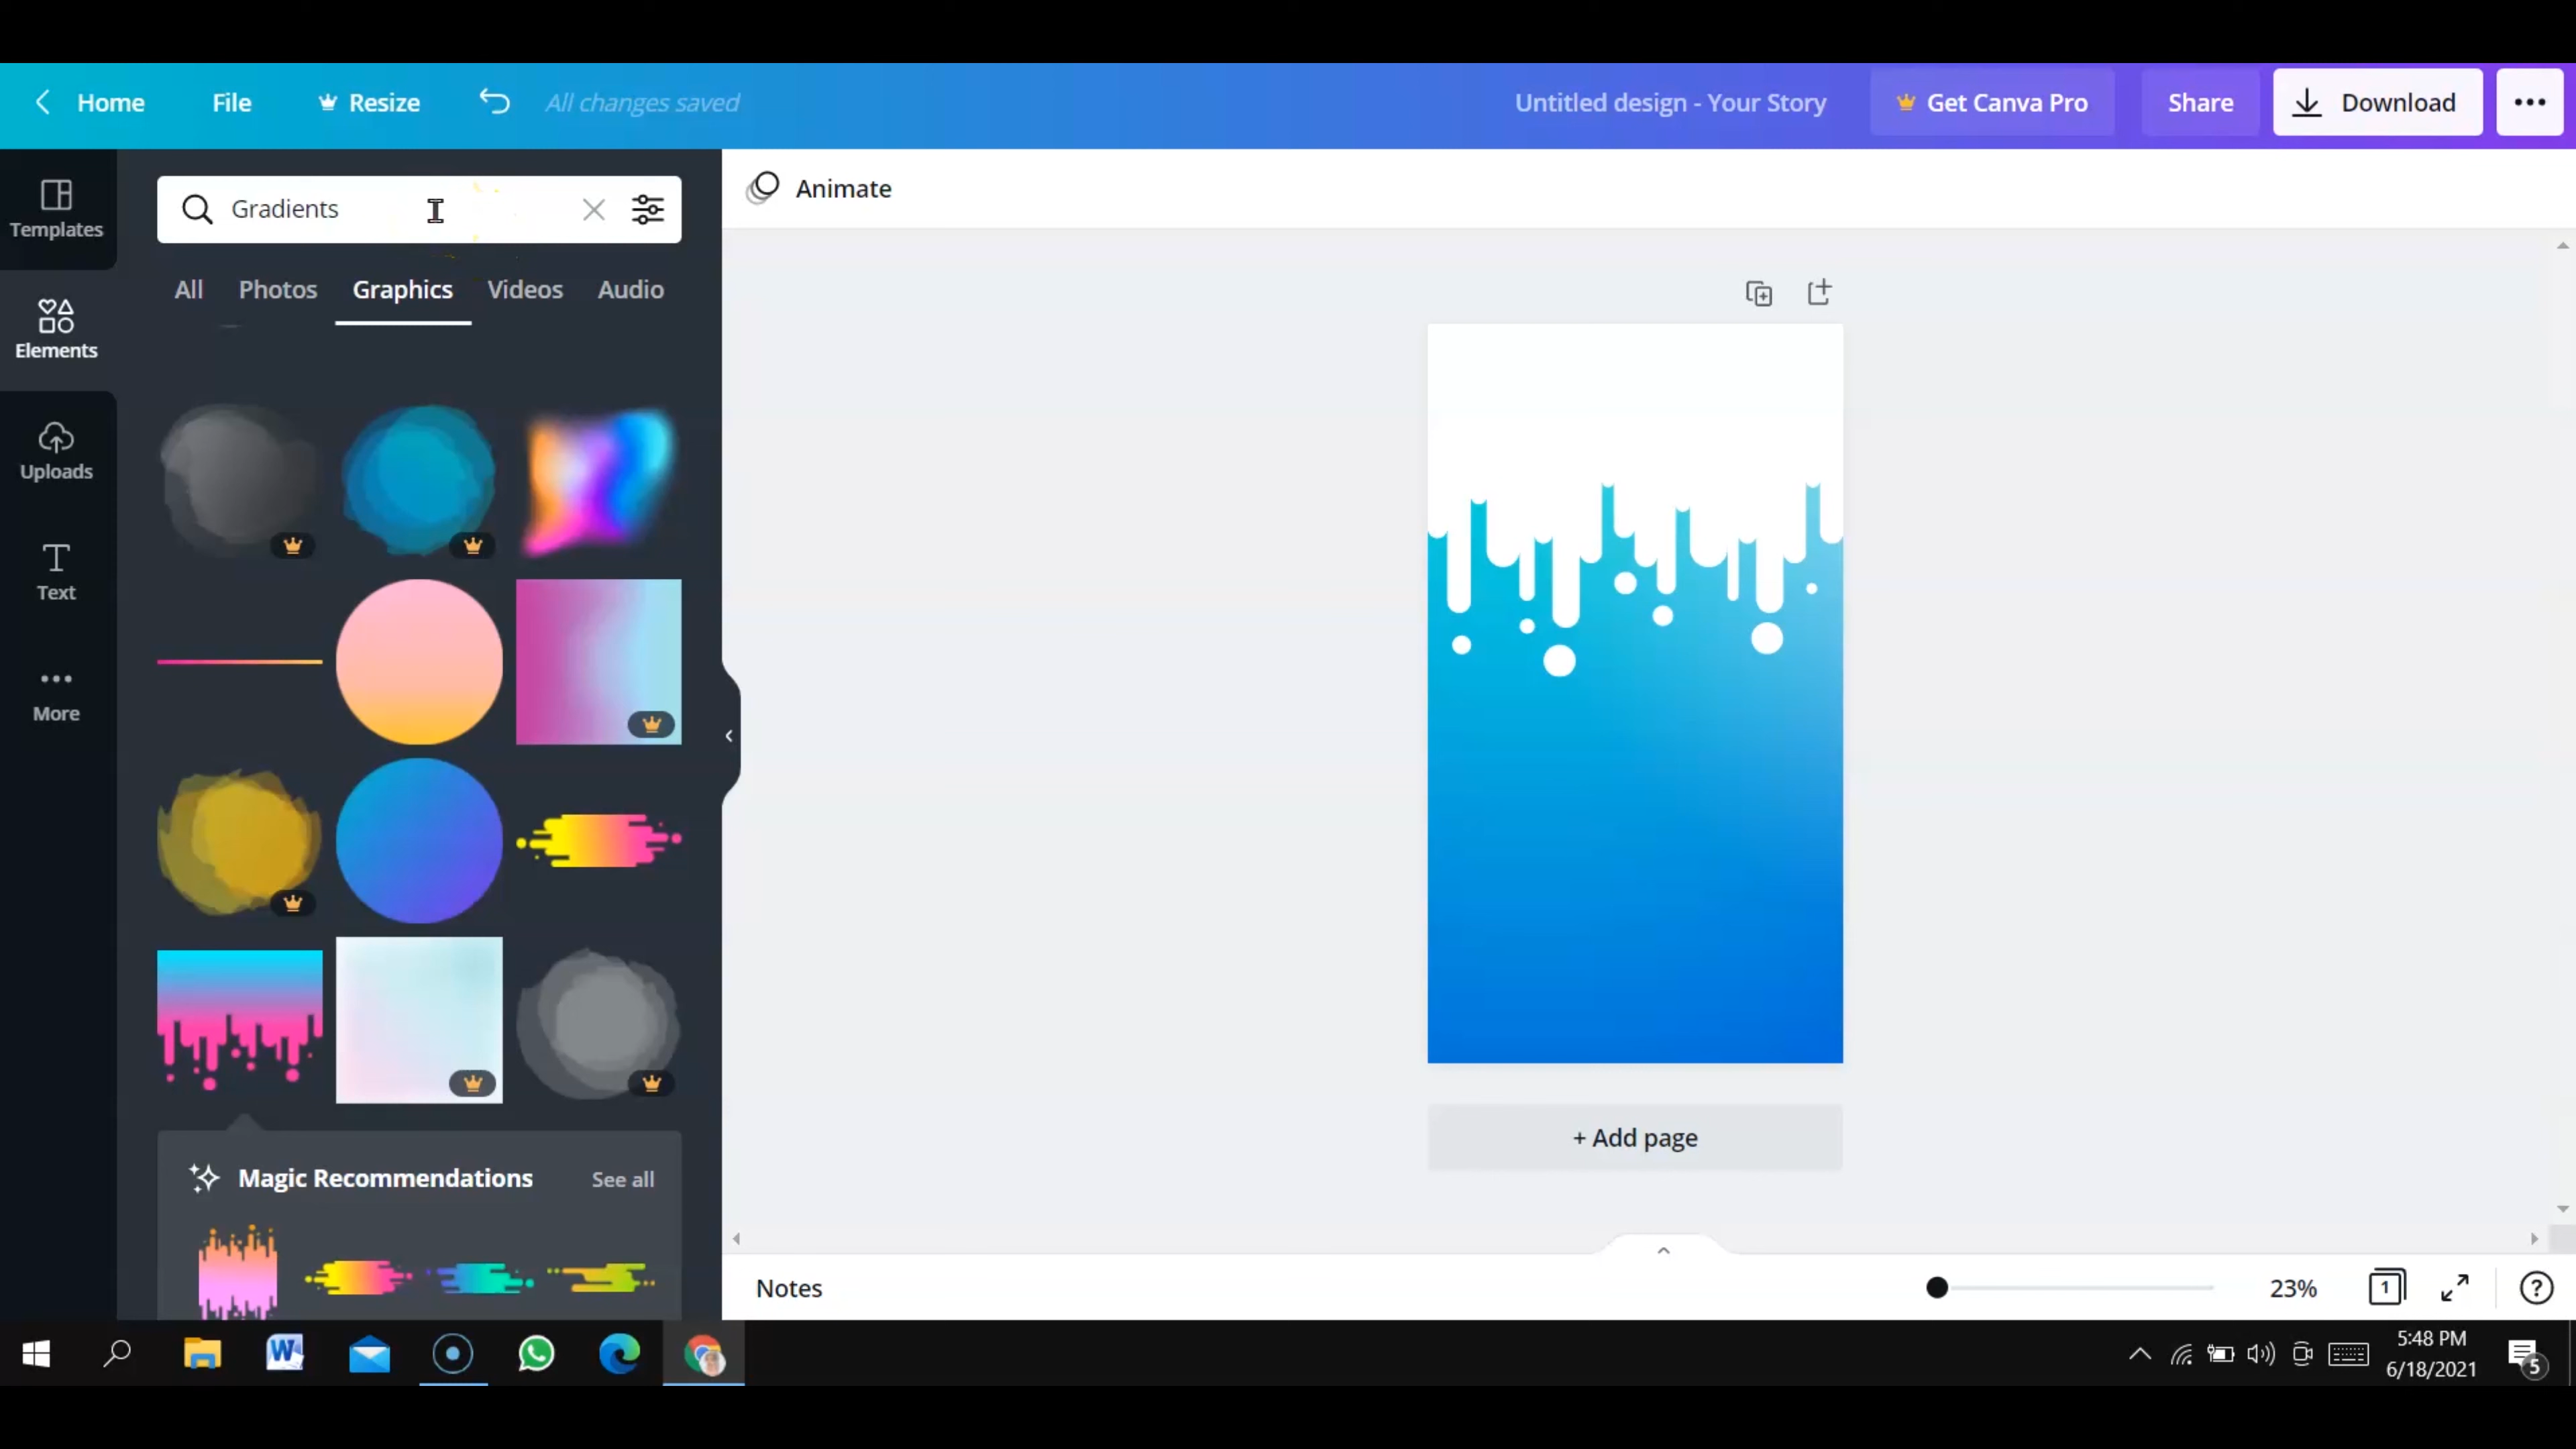 Home File Resize All changes saved Untitled design - Your Story Get Canva Pro Share Download
Templates
Elements
Uploads
Text
More
Gradients
All Photos Graphics Videos Audio
Magic Recommendations See all
Animate
+ Add page
Notes 23% 1 ?
W 5:48 PM
6/18/2021
5